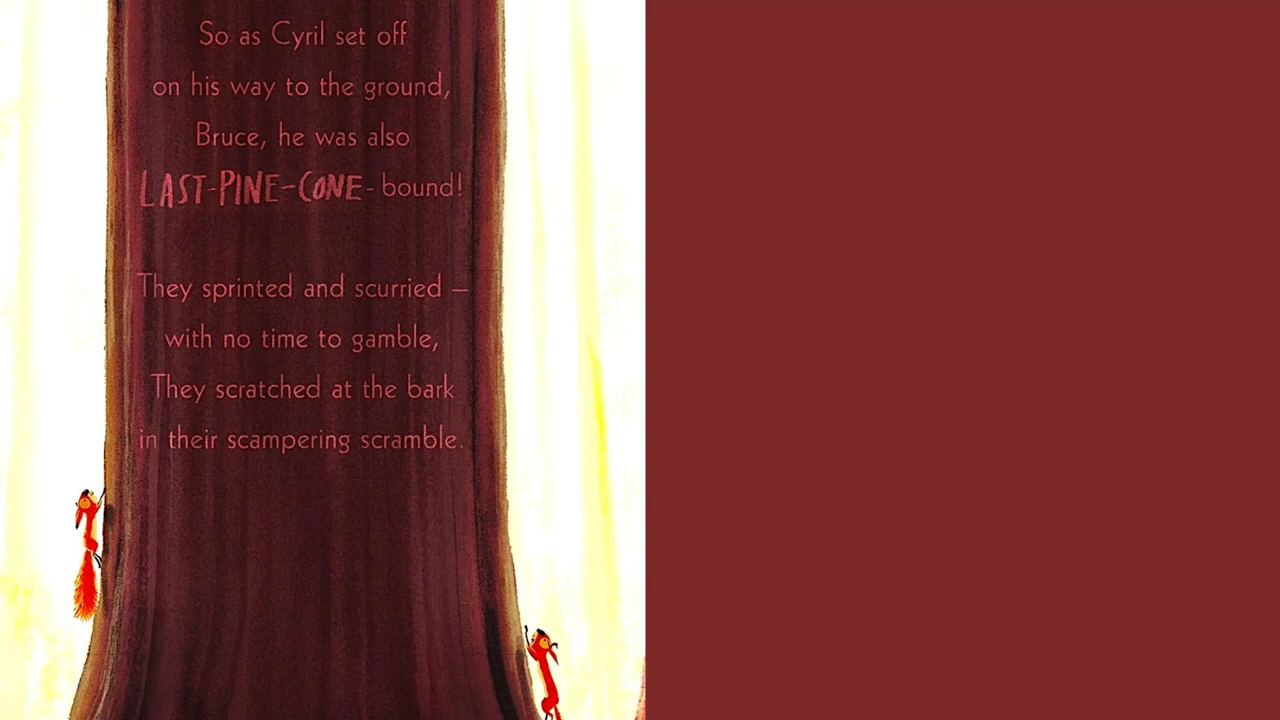 So as Cyril set off
on his way to the ground,
Bruce, he was also
LAST-PINE-CONE-bound!
They sprinted and scurried –
with no time to gamble,
They scratched at the bark
in their scampering scramble.